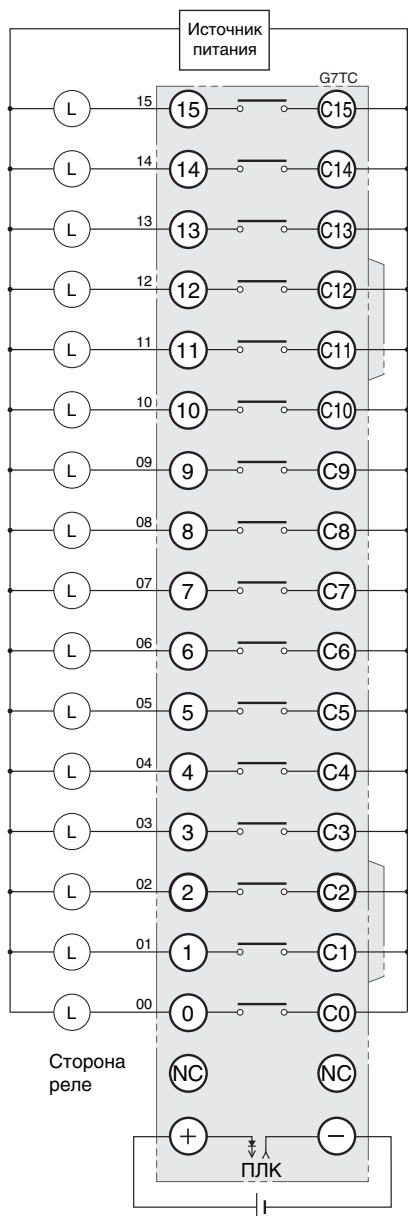 Источник
питания
G7TC
L 15 15 C15
L 14 14 C14
L 13 13 C13
L 12 12 C12
L 11 11 C11
L 10 10 C10
L 09 9 C9
L 08 8 C8
L 07 7 C7
L 06 6 C6
L 05 5 C5
L 04 4 C4
L 03 3 C3
L 02 2 C2
L 01 1 C1
L 00 0 C0
Сторона
реле
NC NC
+ −
ПЛК